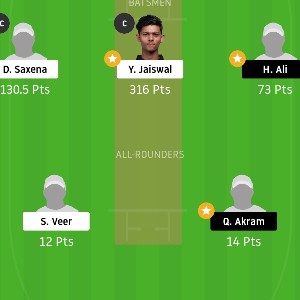 BATSMEN
C
C
D. Saxena
Y. Jaiswal
H. Ali
130.5 Pts
316 Pts
73 Pts
ALL-ROUNDERS
S. Veer
Q. Akram
12 Pts
14 Pts